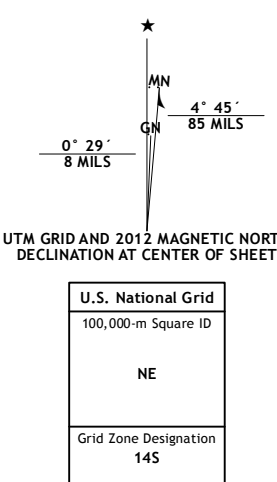 ★
MN
4° 45´
GN
85 MILS
0° 29´
8 MILS
UTM GRID AND 2012 MAGNETIC NORT
DECLINATION AT CENTER OF SHEET
U.S. National Grid
100,000-m Square ID
NE
Grid Zone Designation
14S